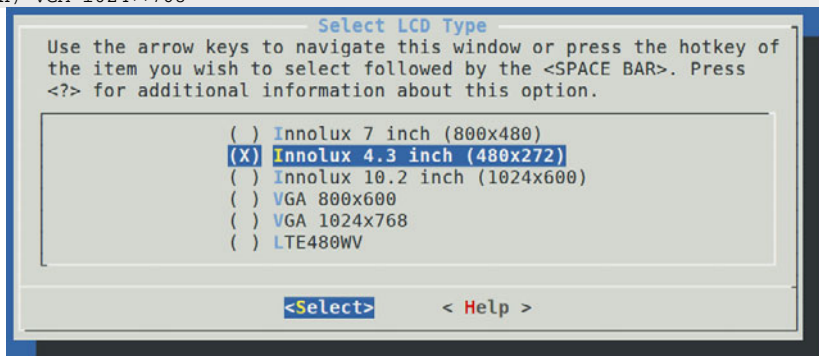 Select LCD Type
Use the arrow keys to navigate this window or press the hotkey of
the item you wish to select followed by the <SPACE BAR>. Press
<?> for additional information about this option.
( ) Innolux 7 inch (800x480)
(X) Innolux 4.3 inch (480x272)
( ) Innolux 10.2 inch (1024x600)
( ) VGA 800x600
( ) VGA 1024x768
( ) LTE480WV
<Select> < Help >